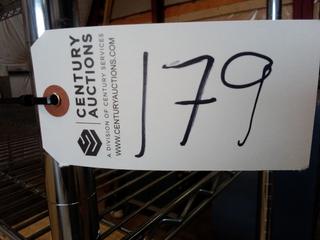 CENTURY
AUCTIONS
A DIVISION OF CENTURY SERVICES
WWW.CENTURYAUCTIONS.COM
179